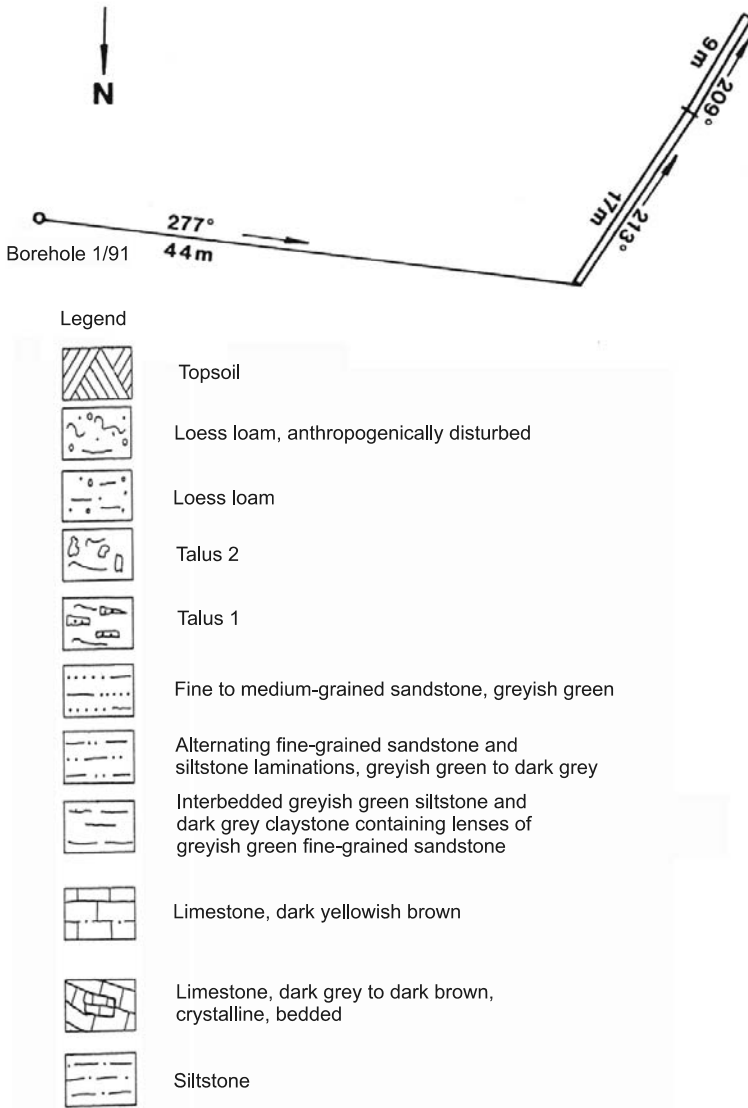 N
9m
209°
17m
213°
277°
44m
Borehole 1/91
Legend
Topsoil
Loess loam, anthropogenically disturbed
Loess loam
Talus 2
Talus 1
Fine to medium-grained sandstone, greyish green
Alternating fine-grained sandstone and
siltstone laminations, greyish green to dark grey
Interbedded greyish green siltstone and
dark grey claystone containing lenses of
greyish green fine-grained sandstone
Limestone, dark yellowish brown
Limestone, dark grey to dark brown,
crystalline, bedded
Siltstone